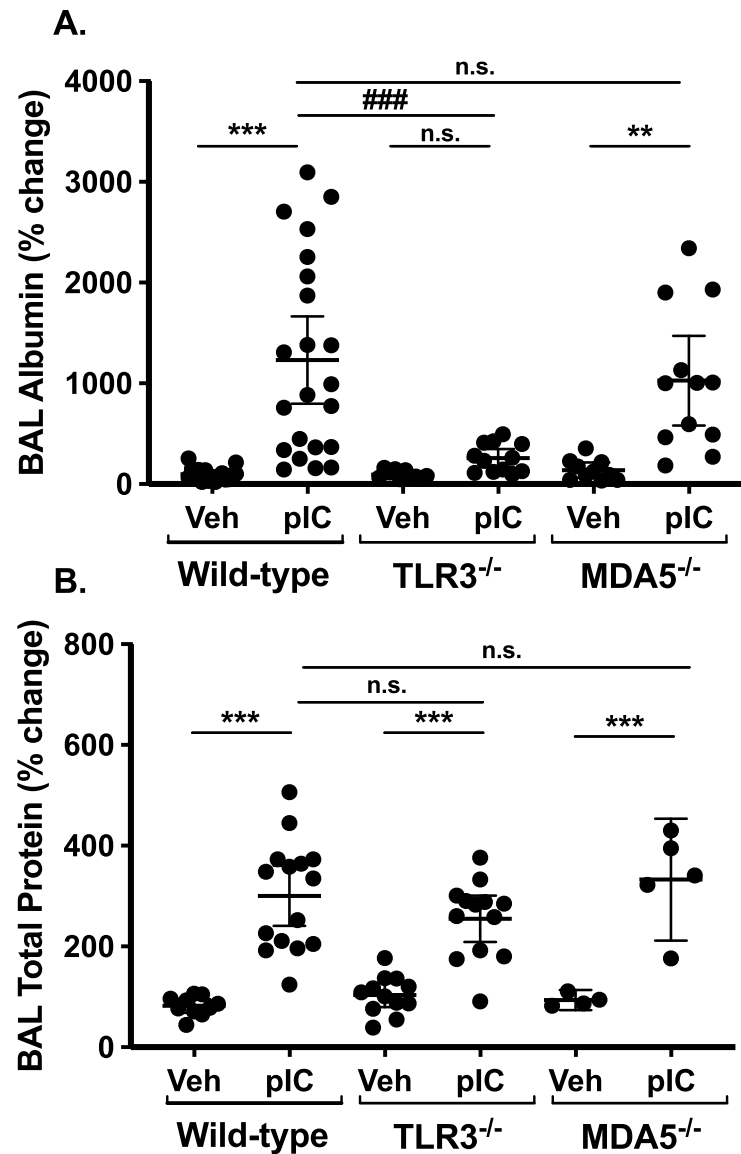 A.
BAL Albumin (% change)
4000
3000
2000
1000
0
n.s.
###
*** n.s. **
Veh pIC Veh pIC Veh pIC
Wild-type TLR3-/- MDA5-/-
B.
BAL Total Protein (% change)
800
600
400
200
0
n.s.
n.s.
*** *** ***
Veh pIC Veh pIC Veh pIC
Wild-type TLR3-/- MDA5-/-